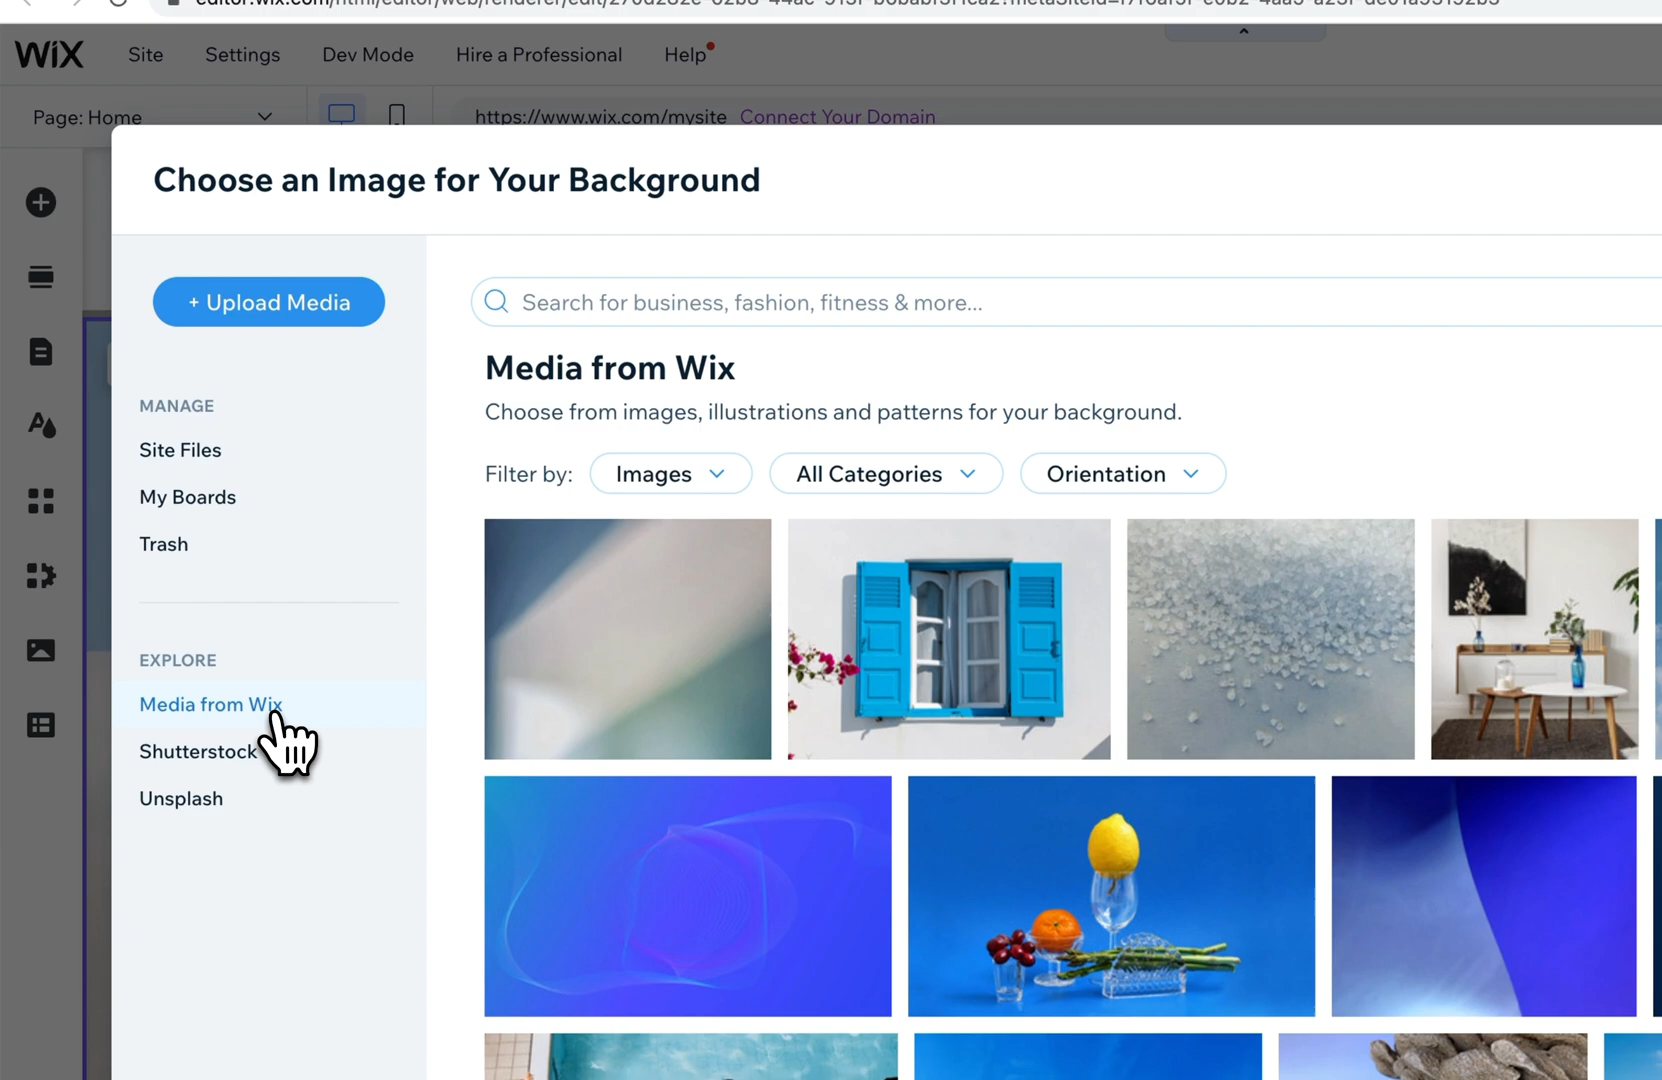 WiX
Site
Settings
Dev Mode
Hire a Professional
Help
Page: Home
https://www.wix.com/mysite Connect Your Domain
Choose an Image for Your Background
+ Upload Media
Search for business, fashion, fitness & more...
MANAGE
Site Files
My Boards
Trash
EXPLORE
Media from Wix
Shutterstock
Unsplash
Media from Wix
Choose from images, illustrations and patterns for your background.
Filter by:
Images
All Categories
Orientation